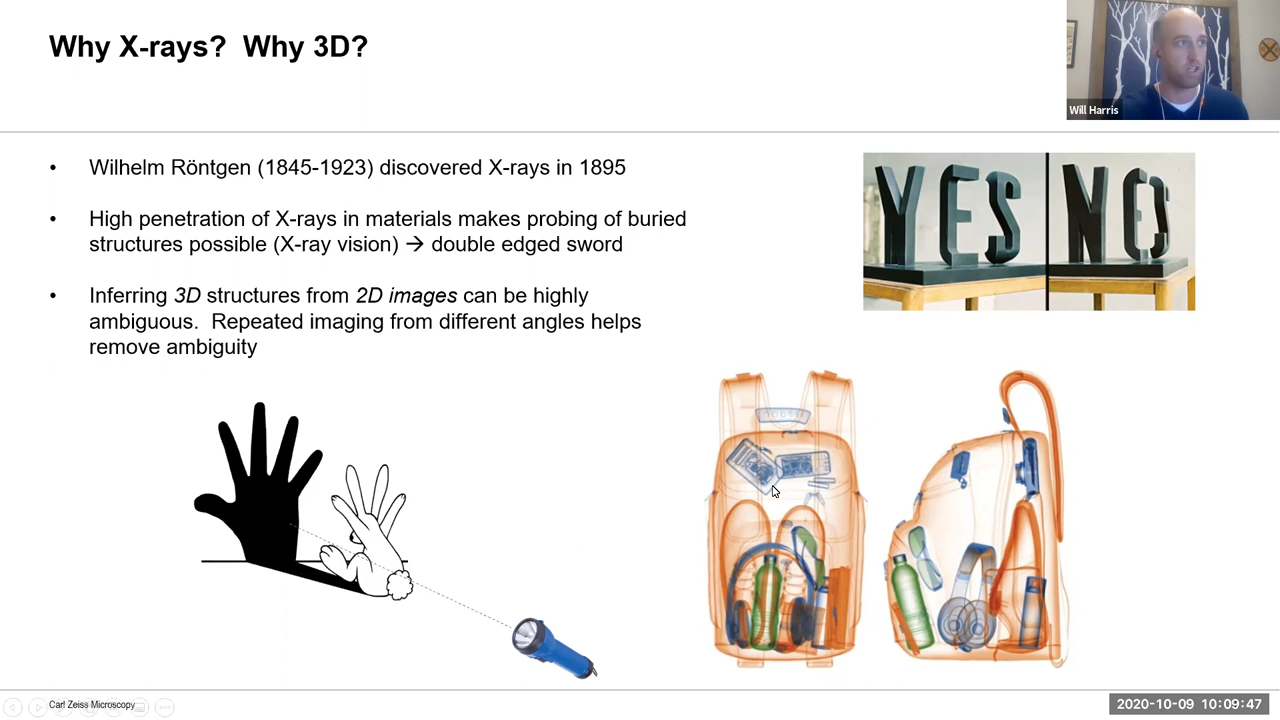 Why X-rays?  Why 3D?
Will Harris
• Wilhelm Röntgen (1845-1923) discovered X-rays in 1895
• High penetration of X-rays in materials makes probing of buried
structures possible (X-ray vision) → double edged sword
• Inferring 3D structures from 2D images can be highly
ambiguous.  Repeated imaging from different angles helps
remove ambiguity
YES NO
Carl Zeiss Microscopy
2020-10-09 10:09:47